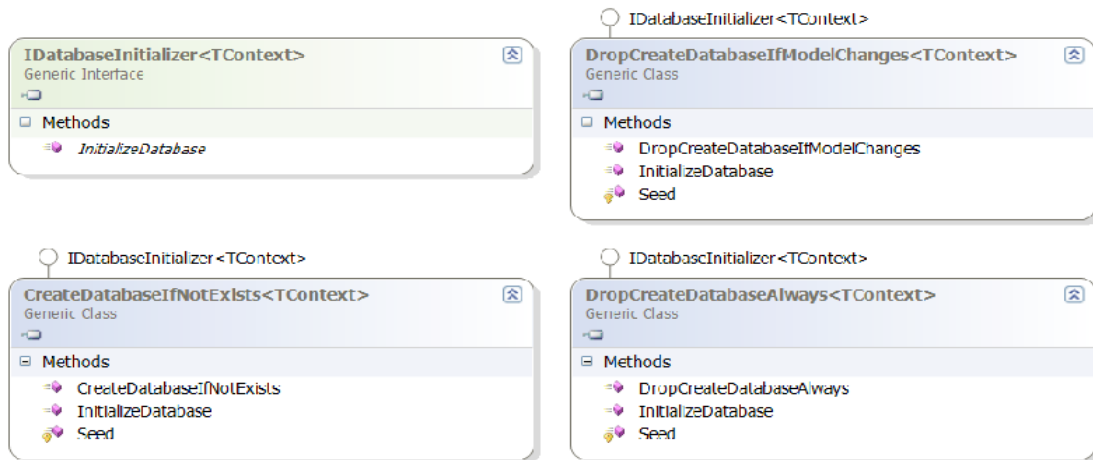 IDatabaseInitializer<TContext>
Generic Interface
Methods
InitializeDatabase
IDatabaseInitializer<TContext>
DropCreateDatabaseIfModelChanges<TContext>
Generic Class
Methods
DropCreateDatabaseIfModelChanges
InitializeDatabase
Seed
IDatabaseInitializer<TContext>
CreateDatabaseIfNotExists<TContext>
Generic Class
Methods
CreateDatabaseIfNotExists
InitializeDatabase
Seed
IDatabaseInitializer<TContext>
DropCreateDatabaseAlways<TContext>
Generic Class
Methods
DropCreateDatabaseAlways
InitializeDatabase
Seed